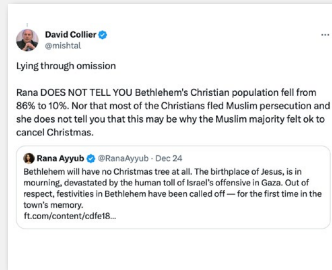 David Collier
@mishtal
Lying through omission
Rana DOES NOT TELL YOU Bethlehem's Christian population fell from
86% to 10%. Nor that most of the Christians fled Muslim persecution and
she does not tell you that this may be why the Muslim majority felt ok to
cancel Christmas.
Rana Ayyub @RanaAyyub · Dec 24
Bethlehem will have no Christmas tree at all. The birthplace of Jesus, is in
mourning, devastated by the human toll of Israel's offensive in Gaza. Out of
respect, festivities in Bethlehem have been called off — for the first time in the
town's memory.
ft.com/content/cdfe18...